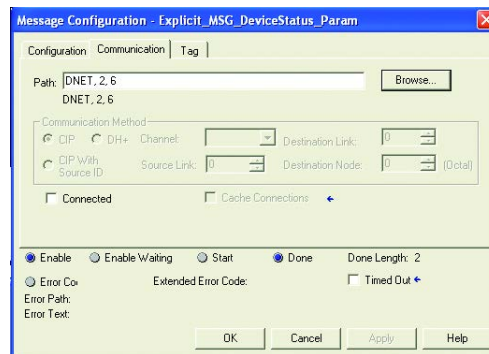 Message Configuration - Explicit_MSG_DeviceStatus_Param
Configuration Communication Tag
Path: DNET, 2, 6 Browse...
DNET, 2, 6
Communication Method
CIP DH+ Channel: Destination Link: 0
CIP With Source ID Source Link: 0 Destination Node: 0 (Octal)
Connected Cache Connections ←
Enable Enable Waiting Start Done Done Length: 2
Error Co Extended Error Code: Timed Out ←
Error Path:
Error Text:
OK Cancel Apply Help